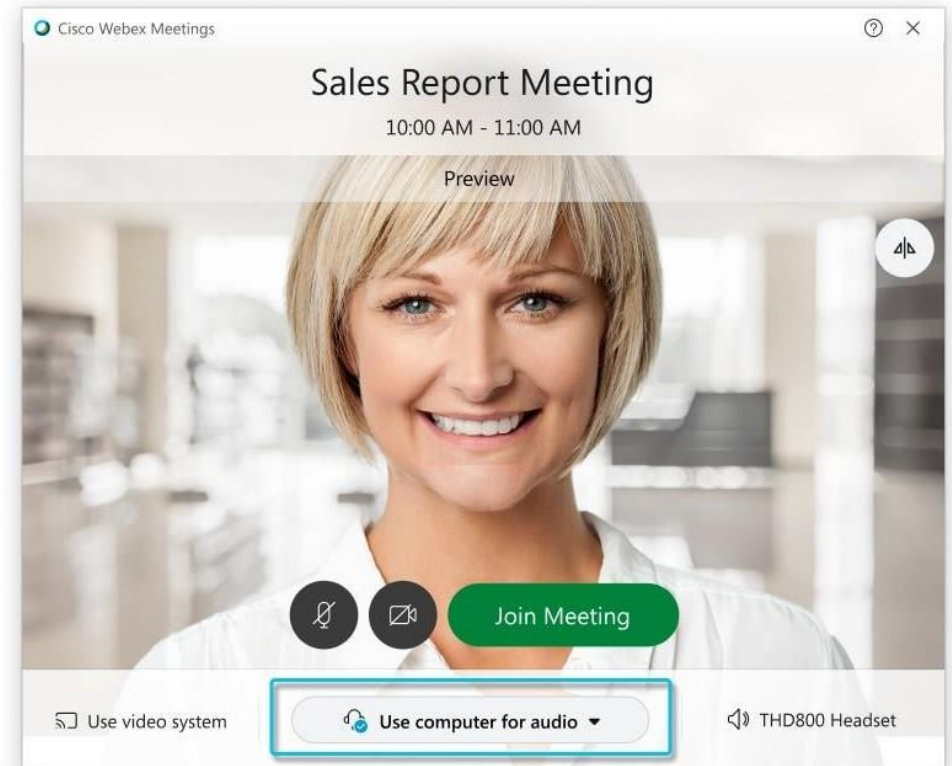 Cisco Webex Meetings
Sales Report Meeting
10:00 AM - 11:00 AM
Preview
Join Meeting
Use video system
Use computer for audio
THD800 Headset